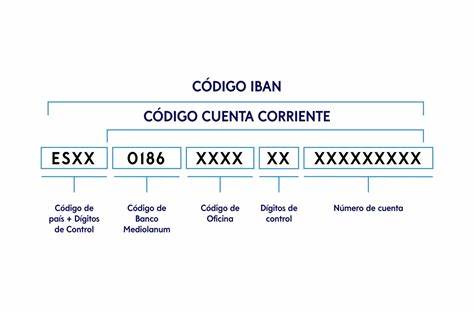 CÓDIGO IBAN
CÓDIGO CUENTA CORRIENTE
ESXX 0186 XXXX XX XXXXXXXXX
Código de país + Dígitos de Control
Código de Banco Mediolanum
Código de Oficina
Dígitos de control
Número de cuenta